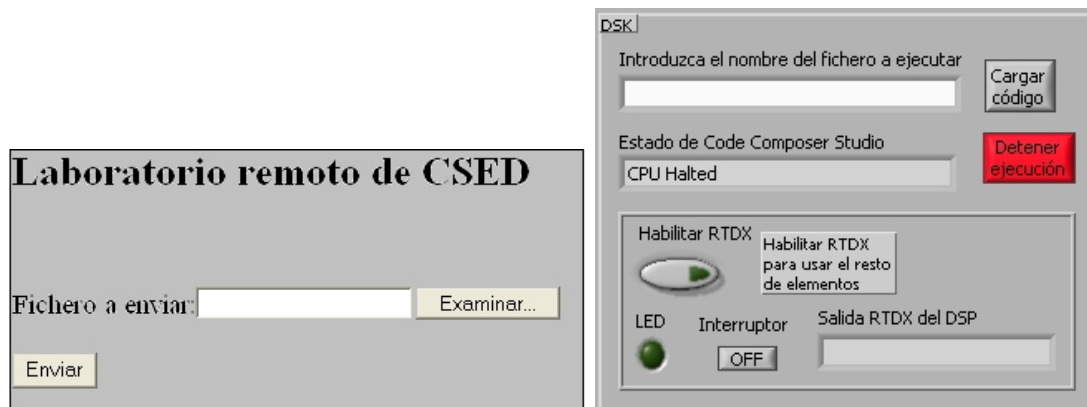 Laboratorio remoto de CSED
Fichero a enviar:
Examinar...
Enviar
DSK
Introduzca el nombre del fichero a ejecutar
Cargar
código
Estado de Code Composer Studio
CPU Halted
Detener
ejecución
Habilitar RTDX
Habilitar RTDX
para usar el resto
de elementos
LED
Interruptor
OFF
Salida RTDX del DSP